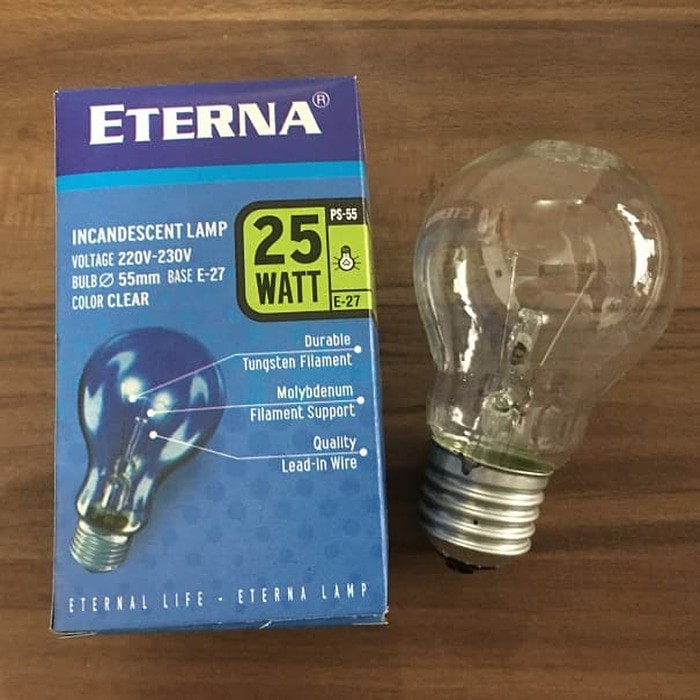 ETERNA®
INCANDESCENT LAMP
VOLTAGE 220V-230V
BULB Ø 55mm BASE E-27
COLOR CLEAR
25
WATT
PS-55
E-27
Durable
Tungsten Filament
Molybdenum
Filament Support
Quality
Lead-in Wire
ETERNAL LIFE - ETERNA LAMP
ETERNA